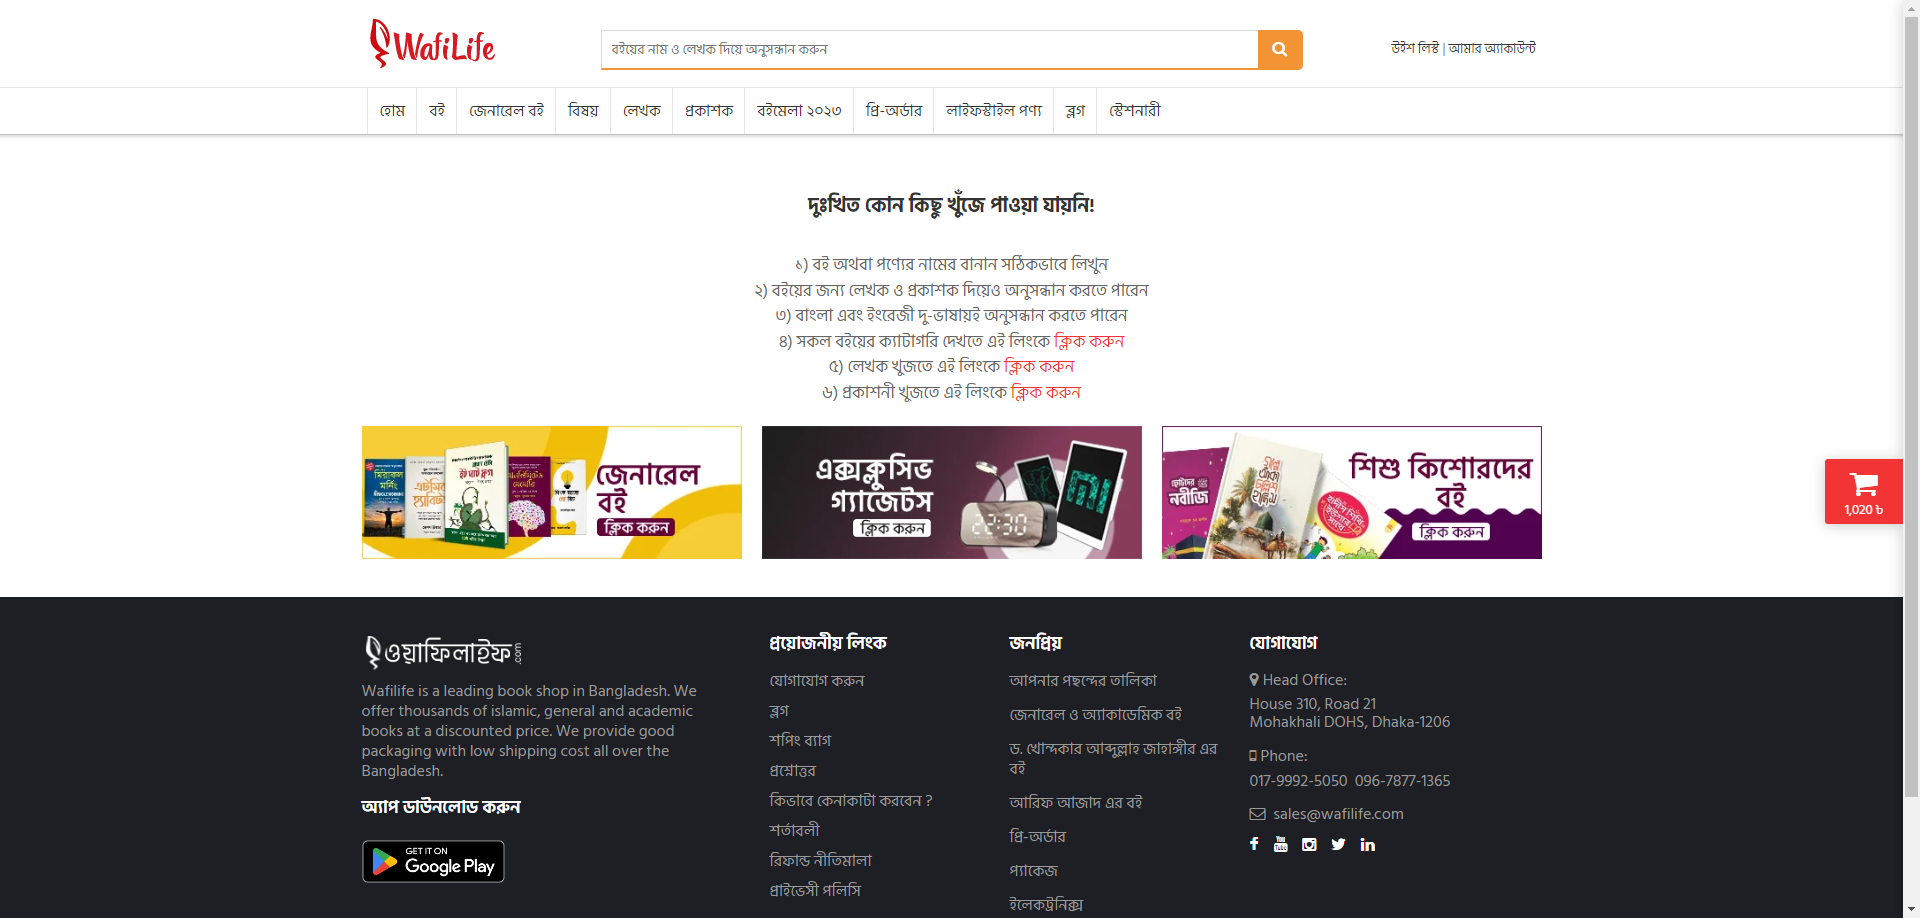 WafiLife
বইয়ের নাম ও লেখক দিয়ে অনুসন্ধান করুন
উইশ লিস্ট | আমার অ্যাকাউন্ট
হোম
বই
জেনারেল বই
বিষয়
লেখক
প্রকাশক
বইমেলা ২০২৩
প্রি-অর্ডার
লাইফস্টাইল পণ্য
ব্লগ
স্টেশনারী
দুঃখিত কোন কিছু খুঁজে পাওয়া যায়নি!
১) বই অথবা পণ্যের নামের বানান সঠিকভাবে লিখুন
২) বইয়ের জন্য লেখক ও প্রকাশক দিয়েও অনুসন্ধান করতে পারেন
৩) বাংলা এবং ইংরেজী দু-ভাষায়ই অনুসন্ধান করতে পারেন
৪) সকল বইয়ের ক্যাটাগরি দেখতে এই লিংকে ক্লিক করুন
৫) লেখক খুজতে এই লিংকে ক্লিক করুন
৬) প্রকাশনী খুজতে এই লিংকে ক্লিক করুন
জেনারেল
বই
ক্লিক করুন
এক্সক্লুসিভ
গ্যাজেটস
ক্লিক করুন
22:30
শিশু কিশোরদের
বই
ক্লিক করুন
1,020 ৳
ওয়াফিলাইফ.com
Wafilife is a leading book shop in Bangladesh. We
offer thousands of islamic, general and academic
books at a discounted price. We provide good
packaging with low shipping cost all over the
Bangladesh.
অ্যাপ ডাউনলোড করুন
GET IT ON
Google Play
প্রয়োজনীয় লিংক
যোগাযোগ করুন
ব্লগ
শপিং ব্যাগ
প্রশ্নোত্তর
কিভাবে কেনাকাটা করবেন ?
শর্তাবলী
রিফান্ড নীতিমালা
প্রাইভেসী পলিসি
জনপ্রিয়
আপনার পছন্দের তালিকা
জেনারেল ও অ্যাকাডেমিক বই
ড. খোন্দকার আব্দুল্লাহ জাহাঙ্গীর এর
বই
আরিফ আজাদ এর বই
প্রি-অর্ডার
প্যাকেজ
ইলেকট্রনিক্স
যোগাযোগ
Head Office:
House 310, Road 21
Mohakhali DOHS, Dhaka-1206
Phone:
017-9992-5050 096-7877-1365
sales@wafilife.com